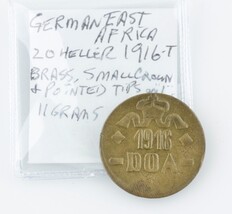 GERMAN EAST
AFRICA
20 HELLER 1916-T
BRASS, SMALL CROWN
& POINTED TIPS
11 GRAMS
1916
DOA